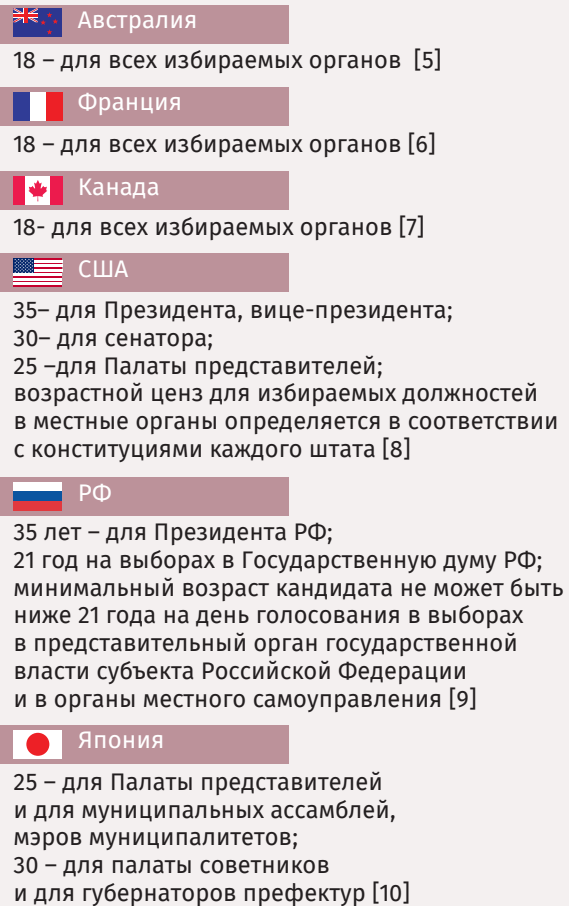 Австралия
18 – для всех избираемых органов [5]
Франция
18 – для всех избираемых органов [6]
Канада
18- для всех избираемых органов [7]
США
35– для Президента, вице-президента;
30– для сенатора;
25 –для Палаты представителей;
возрастной ценз для избираемых должностей
в местные органы определяется в соответствии
с конституциями каждого штата [8]
РФ
35 лет – для Президента РФ;
21 год на выборах в Государственную думу РФ;
минимальный возраст кандидата не может быть
ниже 21 года на день голосования в выборах
в представительный орган государственной
власти субъекта Российской Федерации
и в органы местного самоуправления [9]
Япония
25 – для Палаты представителей
и для муниципальных ассамблей,
мэров муниципалитетов;
30 – для палаты советников
и для губернаторов префектур [10]